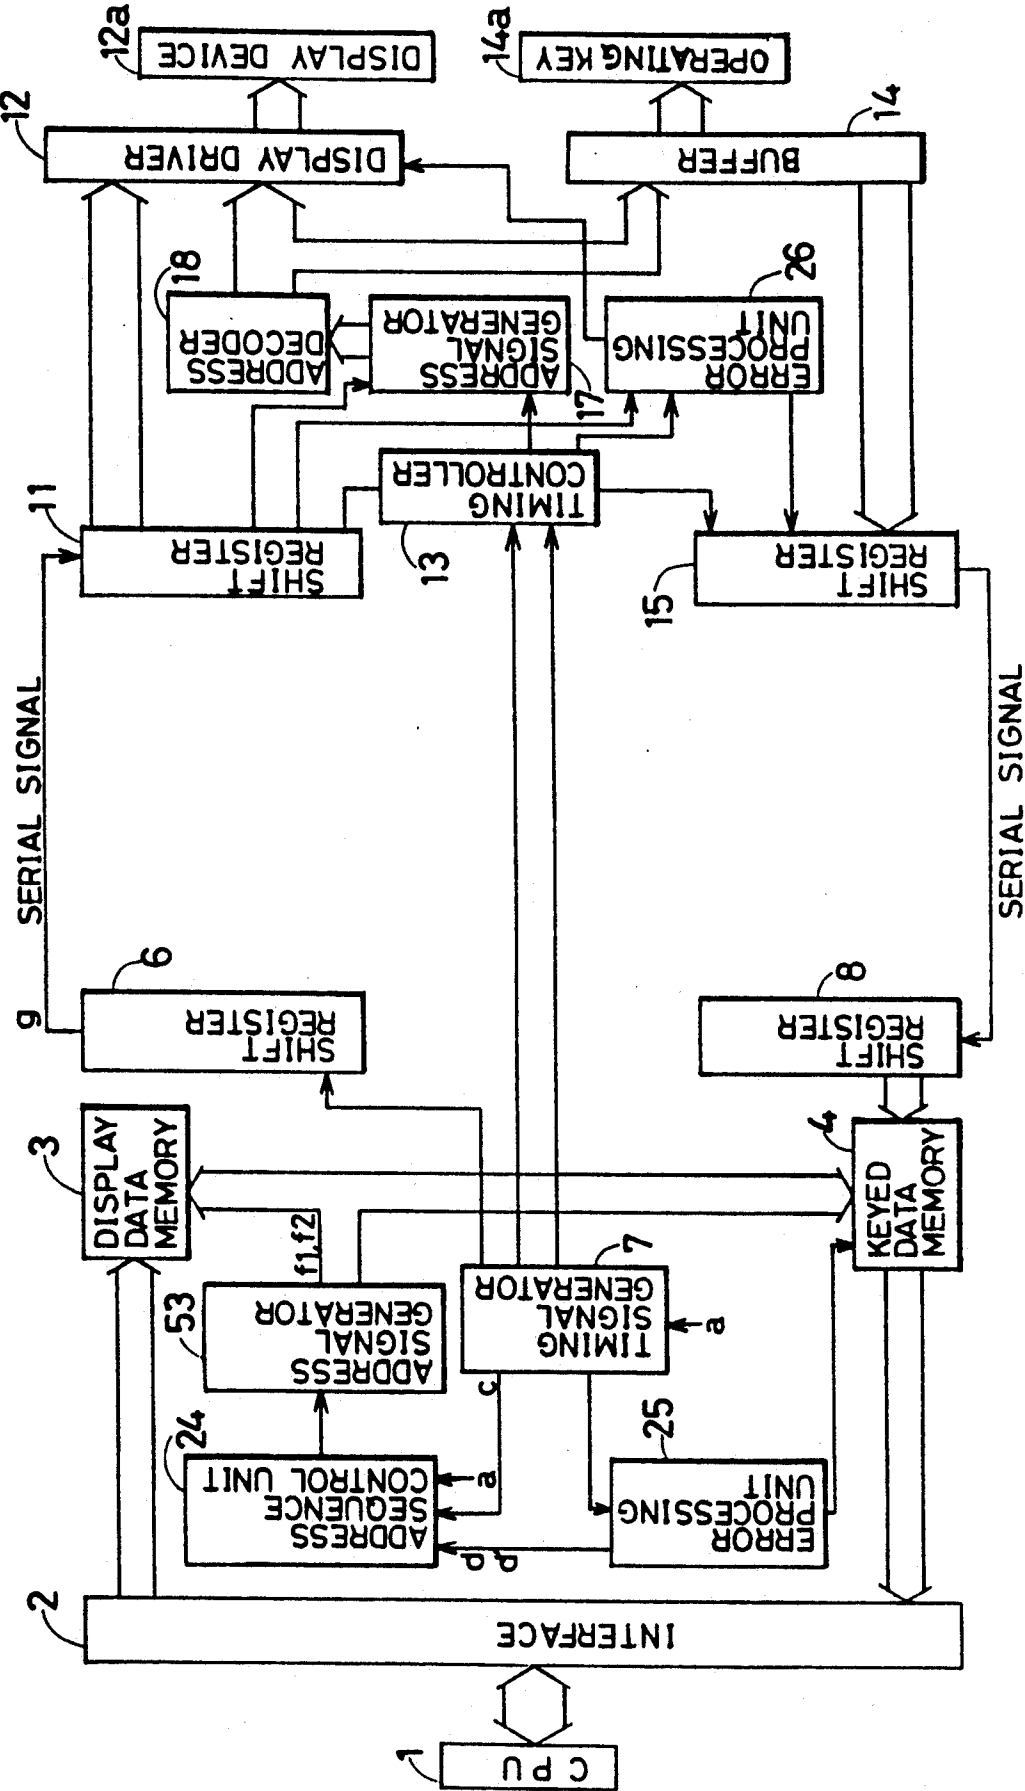 12a
DISPLAY DEVICE
14a
OPERATING KEY
12
DISPLAY DRIVER
14
BUFFER
18
ADDRESS
DECODER
ADDRESS
SIGNAL
GENERATOR
17
26
ERROR
PROCESSING
UNIT
11
SHIFT
REGISTER
TIMING
CONTROLLER
13
15
SHIFT
REGISTER
SERIAL SIGNAL
SERIAL SIGNAL
g
6
SHIFT
REGISTER
8
SHIFT
REGISTER
3
DISPLAY
DATA
MEMORY
4
KEYED
DATA
MEMORY
f1,f2
53
ADDRESS
SIGNAL
GENERATOR
7
TIMING
SIGNAL
GENERATOR
a
c
24
ADDRESS
SEQUENCE
CONTROL UNIT
a
d
d'
25
ERROR
PROCESSING
UNIT
2
INTERFACE
1
CPU